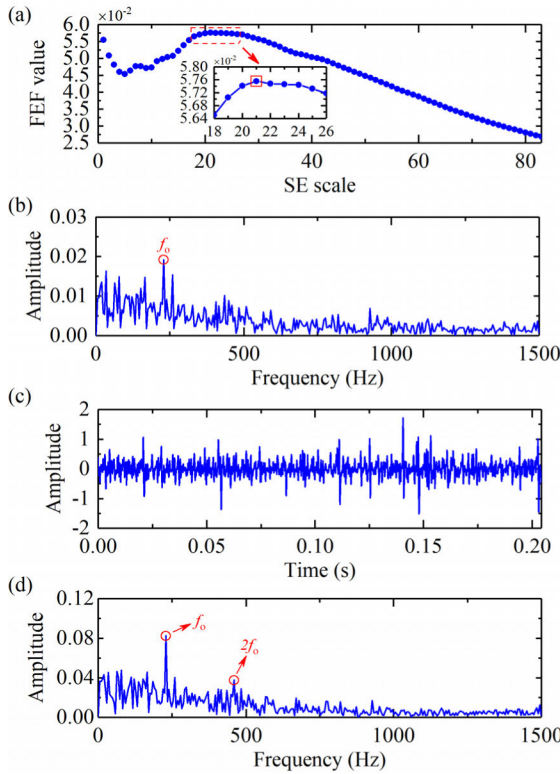 (a)
×10⁻²
6.0
5.5
5.0
4.5
4.0
3.5
3.0
2.5
FEF value
×10⁻²
5.80
5.76
5.72
5.68
5.64
18 20 22 24 26
0 20 40 60 80
SE scale
(b)
0.03
0.02
0.01
0.00
Amplitude
fₒ
0 500 1000 1500
Frequency (Hz)
(c)
2
1
0
-1
-2
Amplitude
0.00 0.05 0.10 0.15 0.20
Time (s)
(d)
0.12
0.08
0.04
0.00
Amplitude
fₒ
2fₒ
0 500 1000 1500
Frequency (Hz)